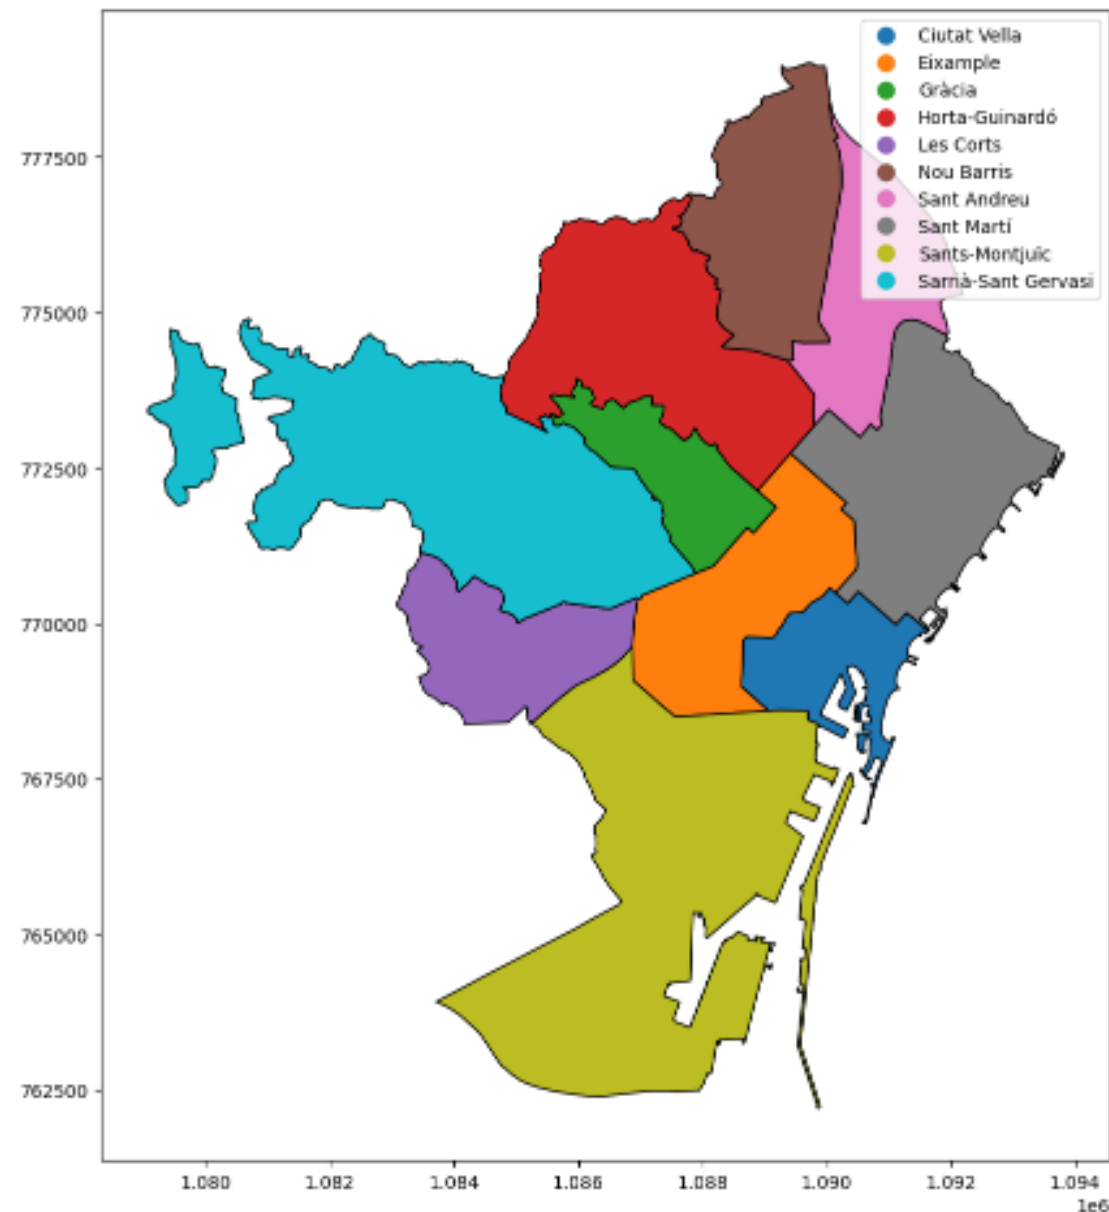 Ciutat Vella
Eixample
Gràcia
Horta-Guinardó
Les Corts
Nou Barris
Sant Andreu
Sant Martí
Sants-Montjuïc
Sarrià-Sant Gervasi
777500
775000
772500
770000
767500
765000
762500
1.080 1.082 1.084 1.086 1.088 1.090 1.092 1.094
1e6